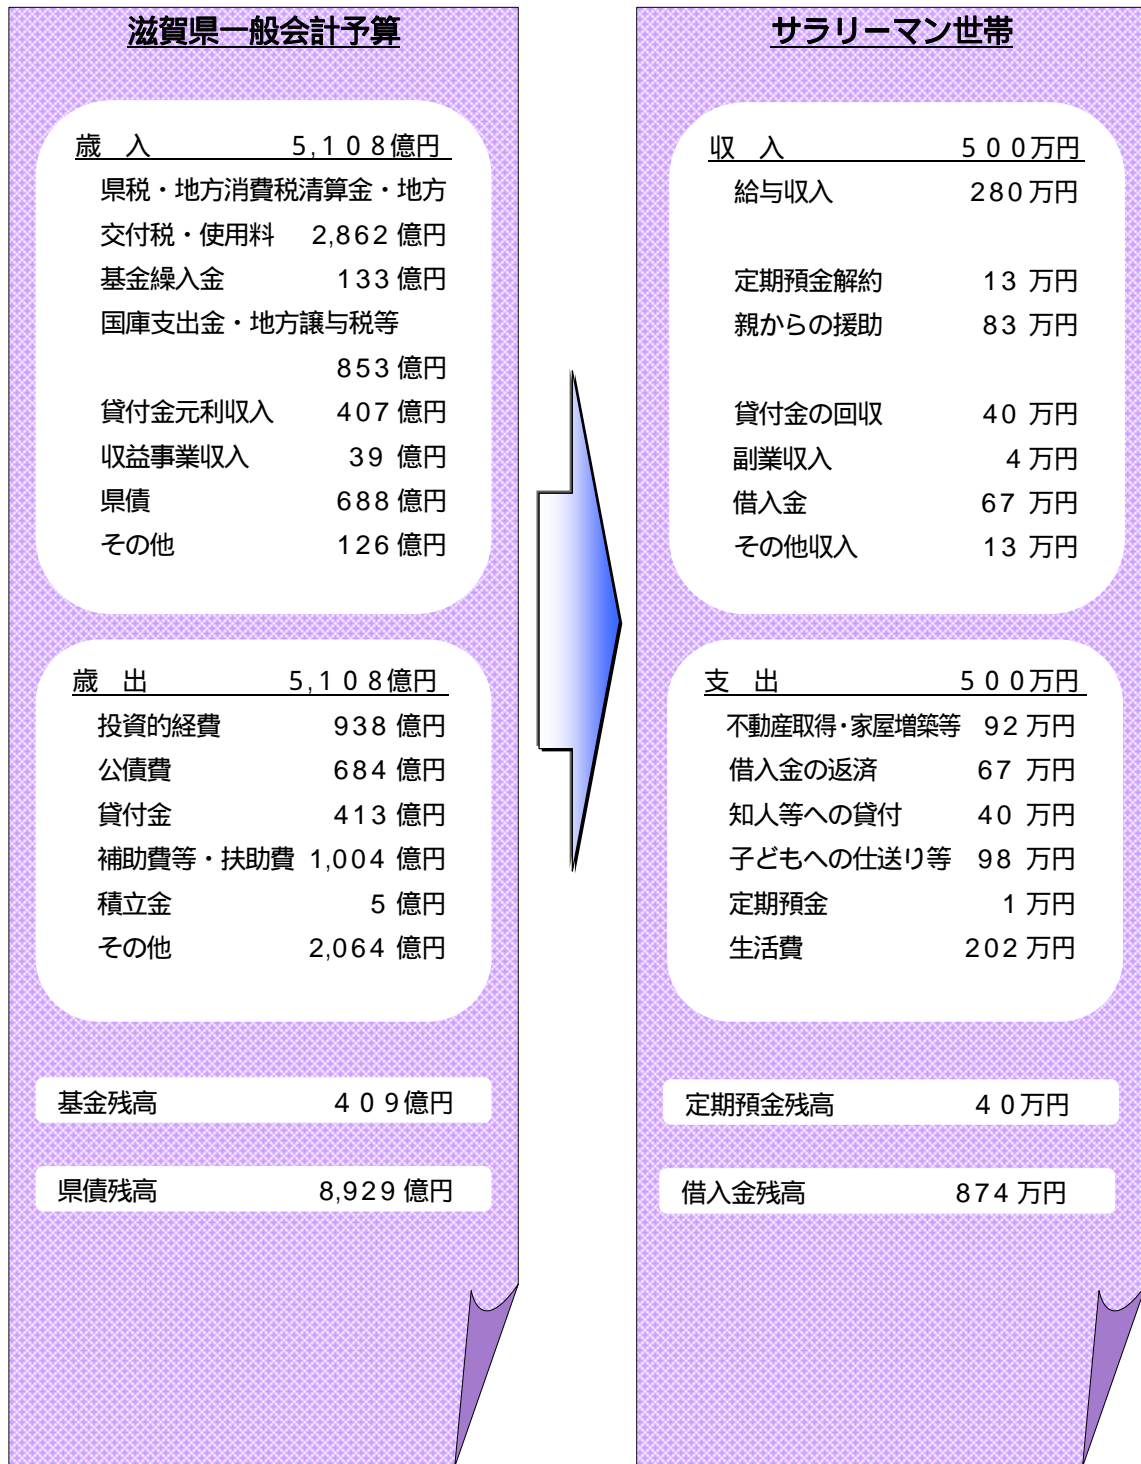 滋賀県一般会計予算
歳 入 5,108億円
県税・地方消費税清算金・地方
交付税・使用料 2,862 億円
基金繰入金 133 億円
国庫支出金・地方譲与税等
853 億円
貸付金元利収入 407 億円
収益事業収入 39 億円
県債 688 億円
その他 126 億円
歳 出 5,108億円
投資的経費 938 億円
公債費 684 億円
貸付金 413 億円
補助費等・扶助費 1,004 億円
積立金 5 億円
その他 2,064 億円
基金残高 409億円
県債残高 8,929 億円
サラリーマン世帯
収 入 500万円
給与収入 280 万円
定期預金解約 13 万円
親からの援助 83 万円
貸付金の回収 40 万円
副業収入 4 万円
借入金 67 万円
その他収入 13 万円
支 出 500万円
不動産取得・家屋増築等 92 万円
借入金の返済 67 万円
知人等への貸付 40 万円
子どもへの仕送り等 98 万円
定期預金 1 万円
生活費 202 万円
定期預金残高 40万円
借入金残高 874 万円